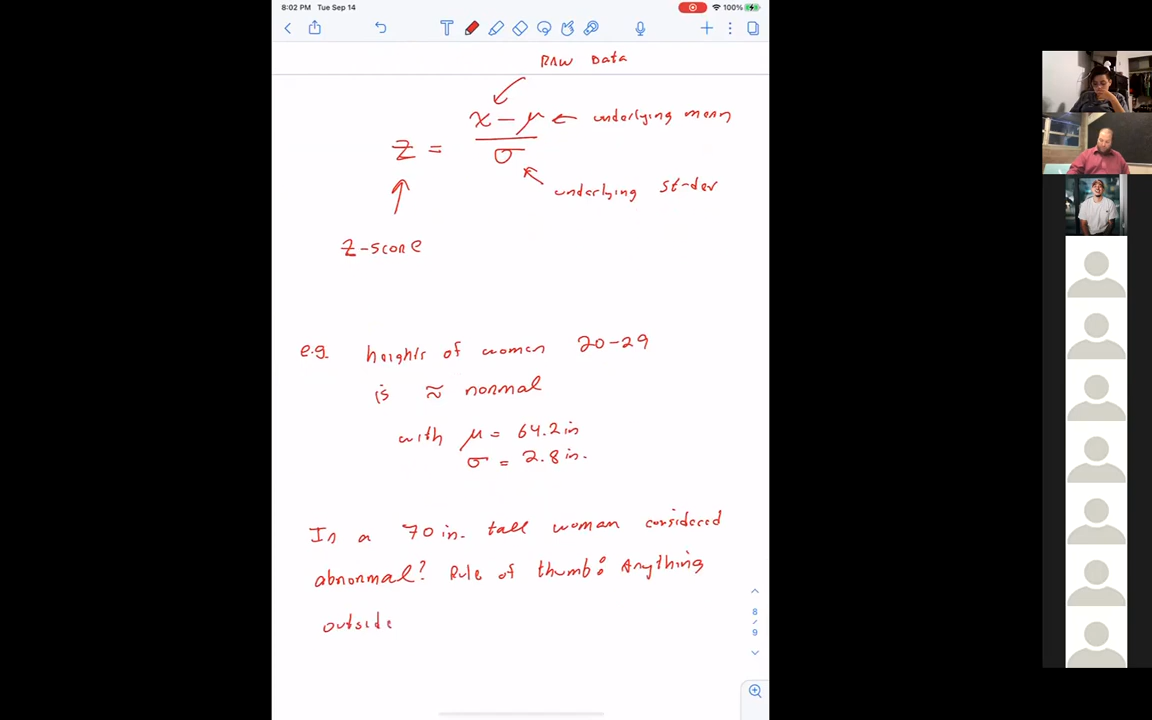 8:02 PM Tue Sep 14
100%
RAW Data
z = x - μ / σ
← underlying mean
underlying st-dev
z-score
e.g. heights of women 20-29
is ≈ normal
with μ = 64.2 in
σ = 2.8 in.
Is a 70 in. tall woman considered
abnormal? Rule of thumb: Anything
outside
8
/
9